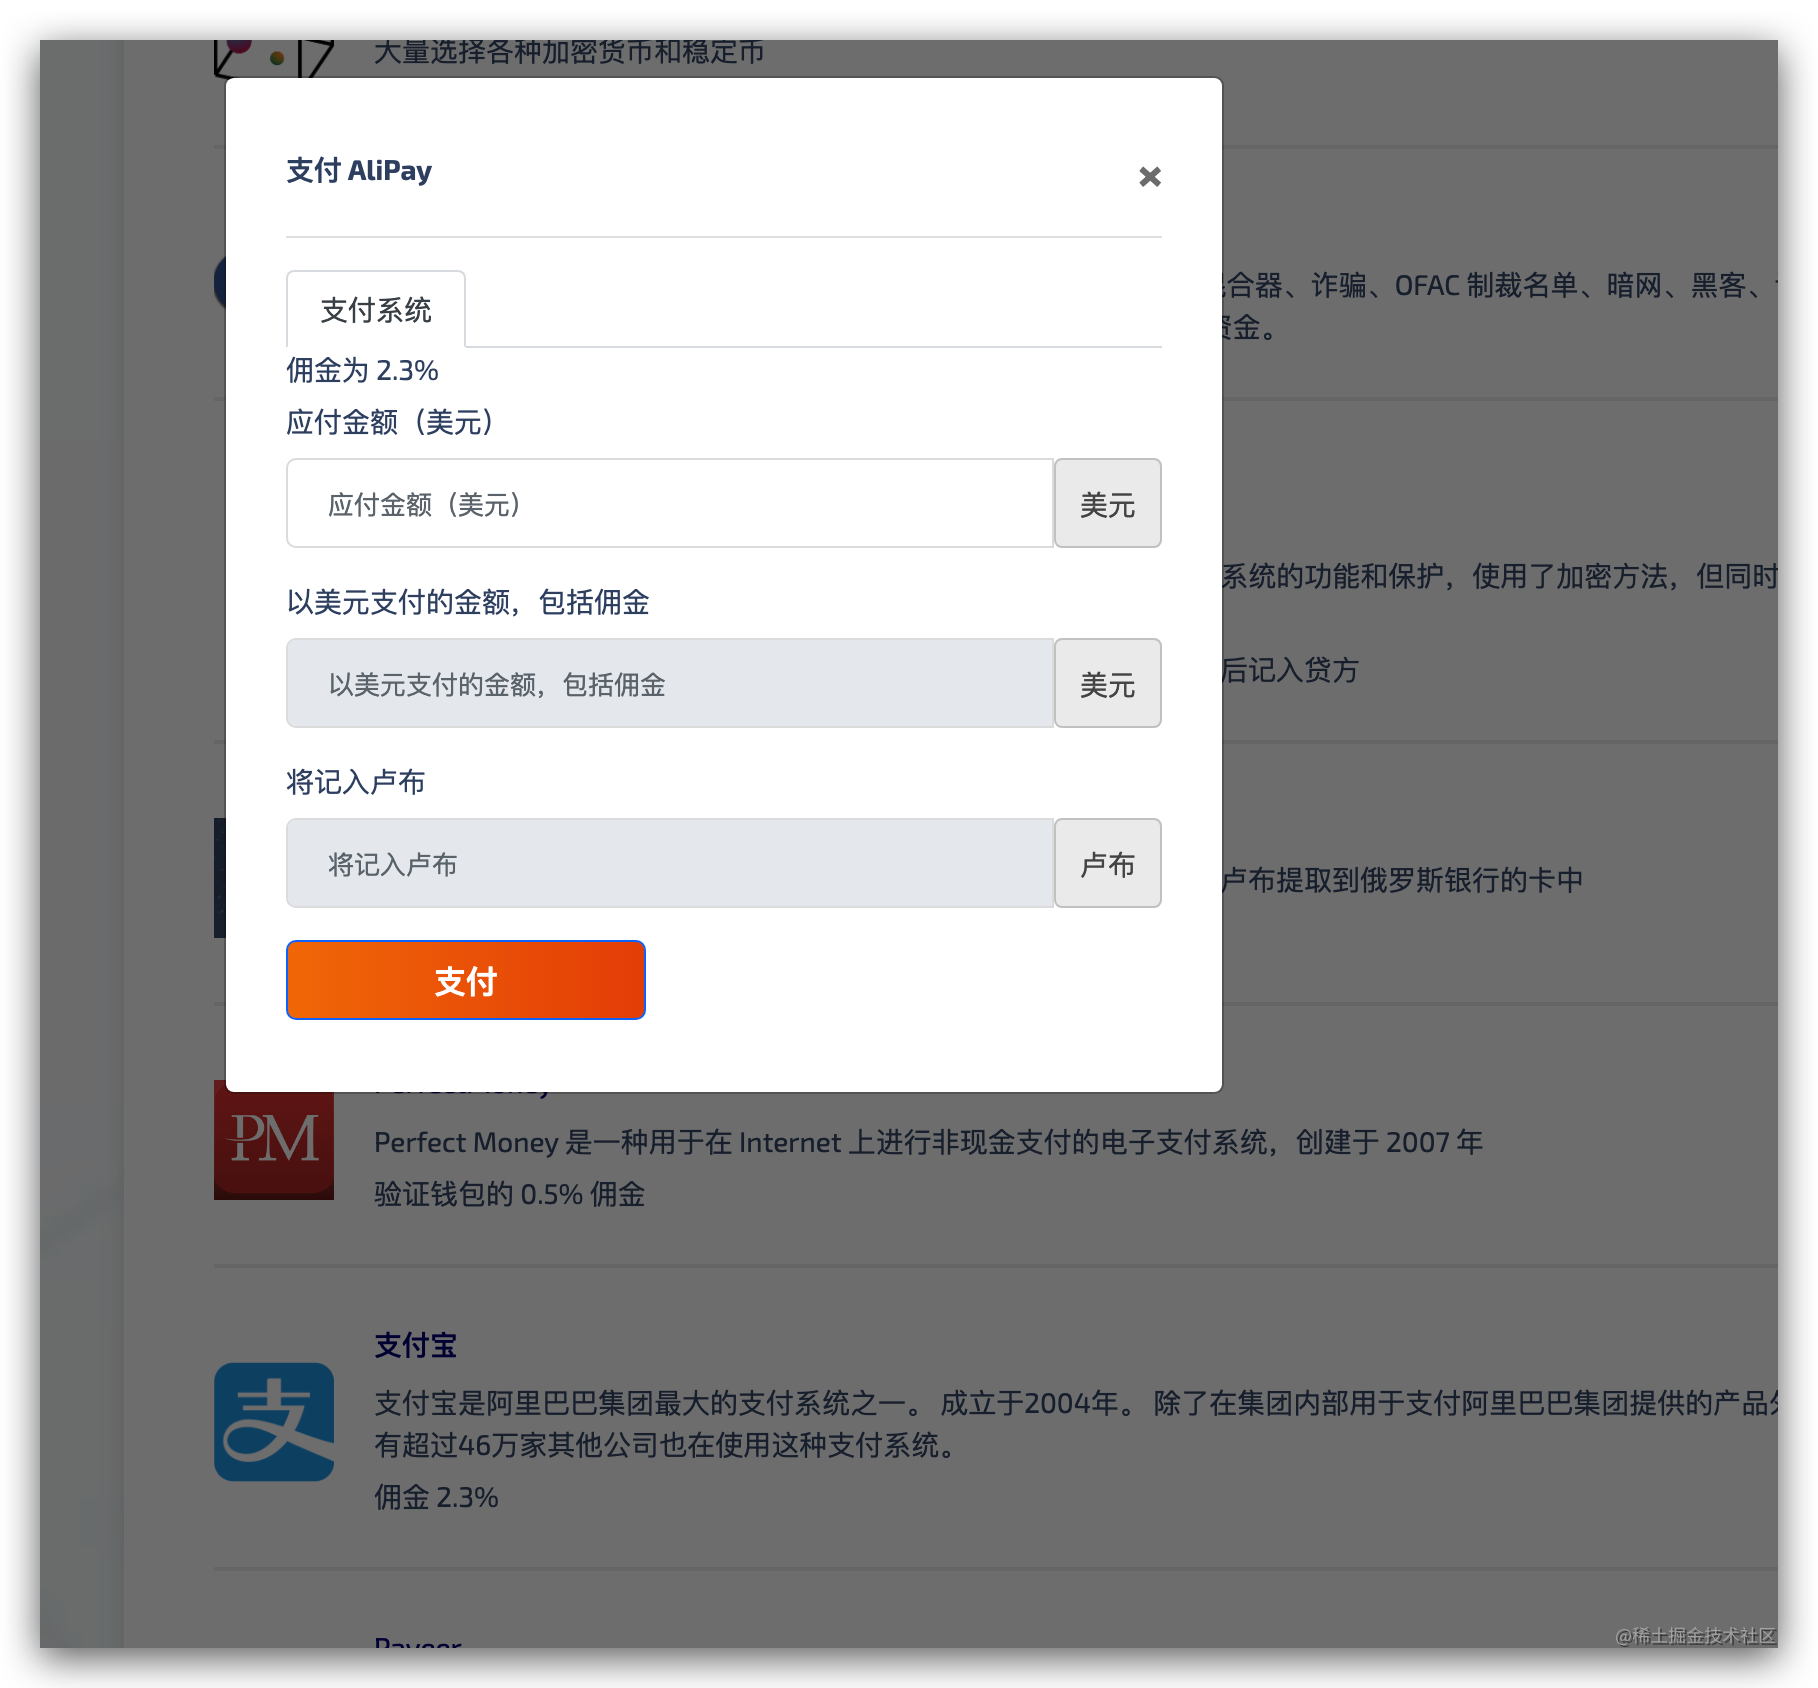 大量选择各种加密货币和稳定币
支付 AliPay
支付系统
合器、诈骗、OFAC 制裁名单、暗网、黑客、
资金。
佣金为 2.3%
应付金额（美元）
应付金额（美元）
美元
系统的功能和保护，使用了加密方法，但同时
以美元支付的金额，包括佣金
以美元支付的金额，包括佣金
美元
后记入贷方
将记入卢布
将记入卢布
卢布
卢布提取到俄罗斯银行的卡中
支付
PM
Perfect Money 是一种用于在 Internet 上进行非现金支付的电子支付系统，创建于 2007 年
验证钱包的 0.5% 佣金
支付宝
支
支付宝是阿里巴巴集团最大的支付系统之一。 成立于2004年。 除了在集团内部用于支付阿里巴巴集团提供的产品
有超过46万家其他公司也在使用这种支付系统。
佣金 2.3%
Payeer
@稀土掘金技术社区